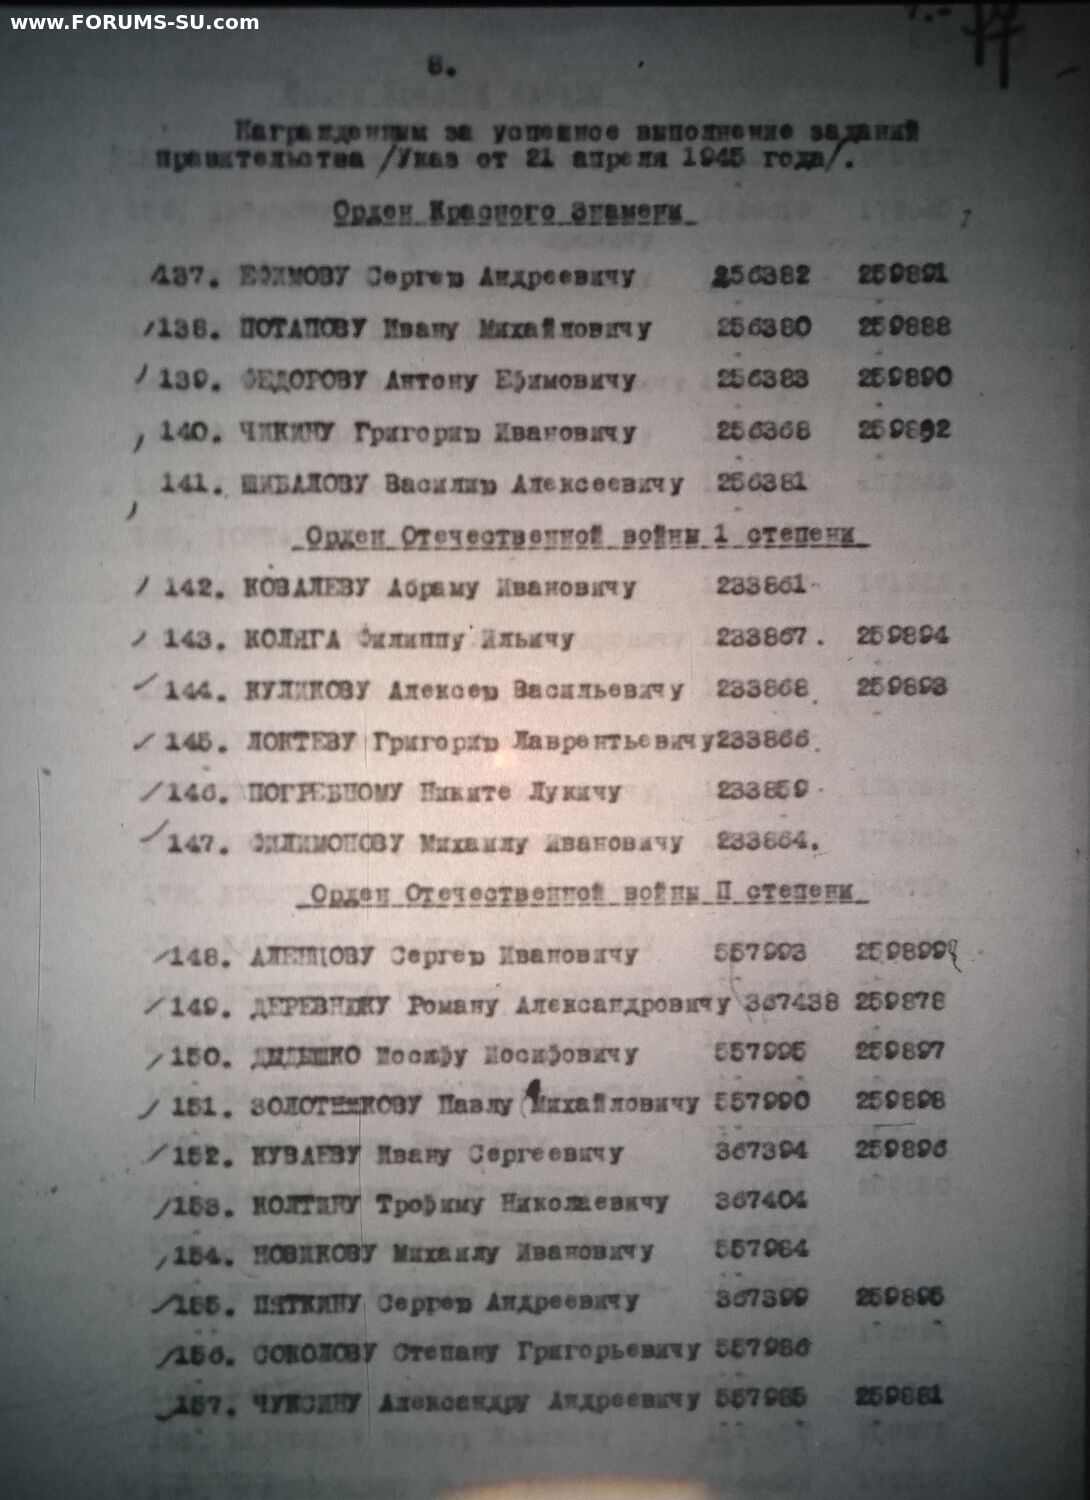 www.FORUMS-SU.com
77
8.
Награжденным за успешное выполнение заданий
правительства /Указ от 21 апреля 1945 года/.
Орден Красного Знамени
137. ЕФИМОВУ Сергею Андреевичу 256382 259891
138. ПОТАПОВУ Ивану Михайловичу 256380 259888
139. ФЕДОРОВУ Антону Ефимовичу 256383 259890
140. ЧИКИНУ Григорию Ивановичу 256368 259892
141. ШИБАЛОВУ Василию Алексеевичу 256381
Орден Отечественной войны 1 степени
142. КОВАЛЕВУ Абраму Ивановичу 233861
143. КОЛЯГА Филиппу Ильичу 233867. 259894
144. КУЛИКОВУ Алексею Васильевичу 233868 259893
145. ЛОКТЕВУ Григорию Лаврентьевичу 233866
146. ПОГРЕБНОМУ Никите Лукичу 233859
147. ФИЛИМОНОВУ Михаилу Ивановичу 233864.
Орден Отечественной войны II степени
148. АЛЕНЦОВУ Сергею Ивановичу 557993 259899
149. ДЕРЕВЯНКУ Роману Александровичу 367438 259878
150. Иосифу Иосифовичу 557995 259897
151. ЗОЛОТНИКОВУ Павлу Михайловичу 557990 259898
152. КУВАЕВУ Ивану Сергеевичу 367394 259896
153. КОЛТИНУ Трофиму Николаевичу 367404
154. НОВИКОВУ Михаилу Ивановичу 557984
155. ПЯТКИНУ Сергею Андреевичу 367399 259895
156. СОКОЛОВУ Степану Григорьевичу 557986
157. Александру Андреевичу 557985 259881